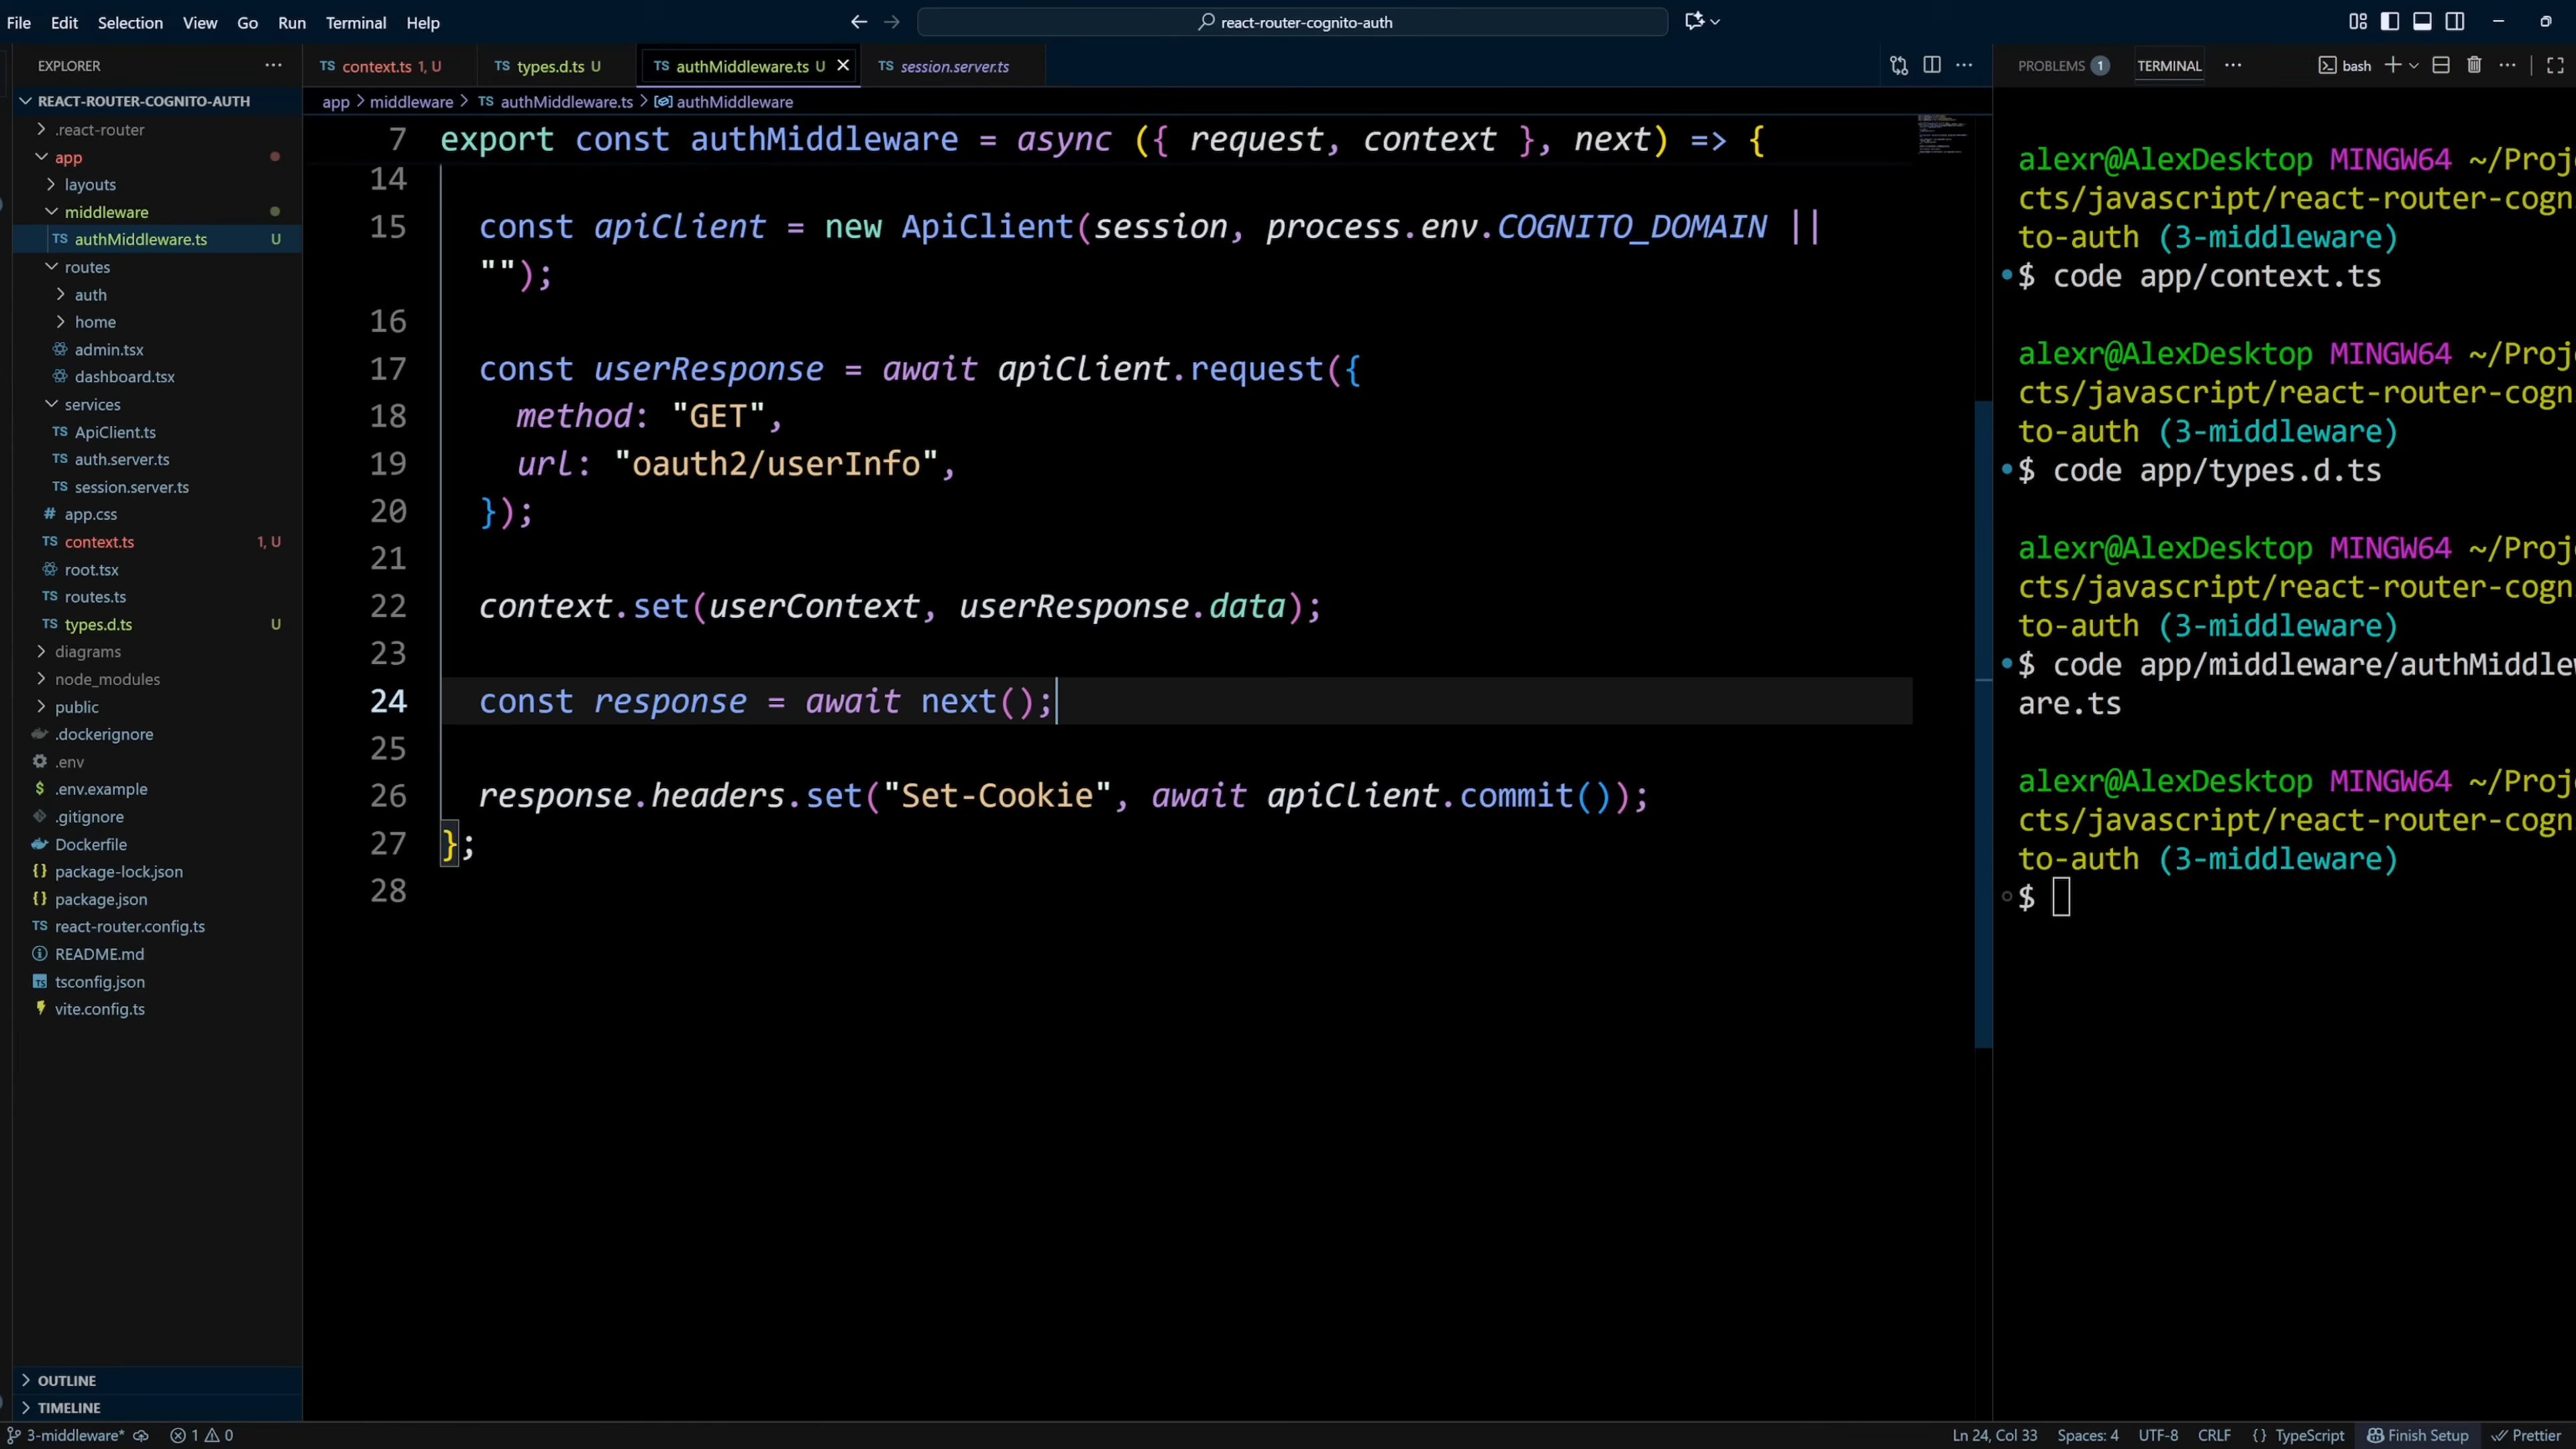 File Edit Selection View Go Run Terminal Help
react-router-cognito-auth
EXPLORER
REACT-ROUTER-COGNITO-AUTH
.react-router
app
layouts
middleware
TS authMiddleware.ts U
routes
auth
home
admin.tsx
dashboard.tsx
services
TS ApiClient.ts
TS auth.server.ts
TS session.server.ts
# app.css
TS context.ts 1, U
root.tsx
TS routes.ts
TS types.d.ts U
diagrams
node_modules
public
.dockerignore
.env
$ .env.example
.gitignore
Dockerfile
{} package-lock.json
{} package.json
TS react-router.config.ts
README.md
TS tsconfig.json
vite.config.ts
OUTLINE
TIMELINE
TS context.ts 1, U
TS types.d.ts U
TS authMiddleware.ts U
TS session.server.ts
app > middleware > TS authMiddleware.ts > authMiddleware
7 export const authMiddleware = async ({ request, context }, next) => {
14
15 const apiClient = new ApiClient(session, process.env.COGNITO_DOMAIN ||
"");
16
17 const userResponse = await apiClient.request({
18 method: "GET",
19 url: "oauth2/userInfo",
20 });
21
22 context.set(userContext, userResponse.data);
23
24 const response = await next();
25
26 response.headers.set("Set-Cookie", await apiClient.commit());
27 };
28
PROBLEMS 1 TERMINAL
bash
alexr@AlexDesktop MINGW64 ~/Proj
cts/javascript/react-router-cogn
to-auth (3-middleware)
$ code app/context.ts
alexr@AlexDesktop MINGW64 ~/Proj
cts/javascript/react-router-cogn
to-auth (3-middleware)
$ code app/types.d.ts
alexr@AlexDesktop MINGW64 ~/Proj
cts/javascript/react-router-cogn
to-auth (3-middleware)
$ code app/middleware/authMiddlew
are.ts
alexr@AlexDesktop MINGW64 ~/Proj
cts/javascript/react-router-cogn
to-auth (3-middleware)
$
3-middleware* 1 0
Ln 24, Col 33 Spaces: 4 UTF-8 CRLF {} TypeScript Finish Setup Prettier